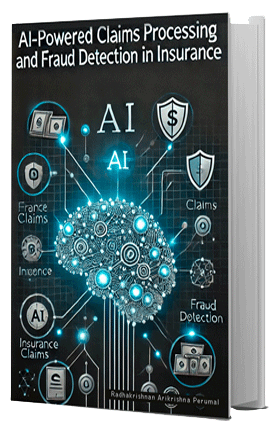 AI-Powered Claims Processing
and Fraud Detection in Insurance
AI
AI
France
Claims
Claims
Insurance
Claims
AI
Fraud
Detection
Radhakrishnan Arikrishna Perumal